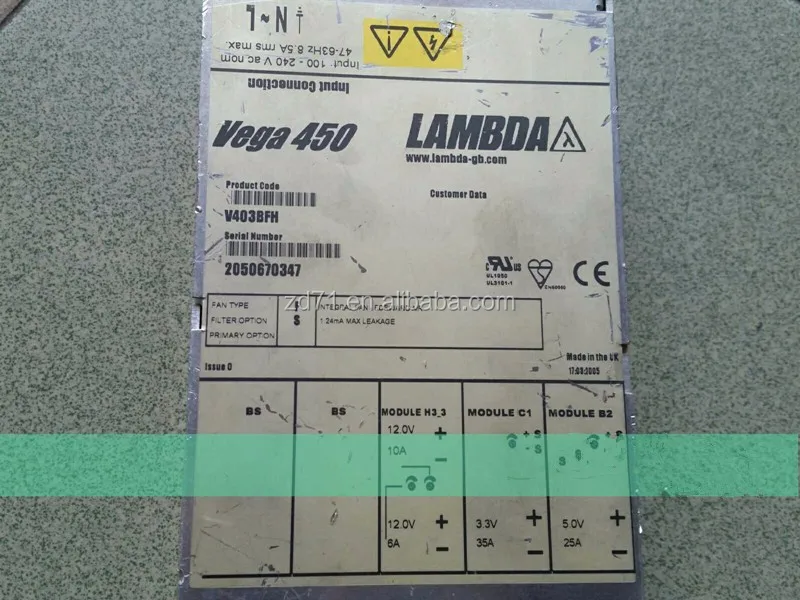 L ~ N
47-63Hz 8.5A rms max.
Input: 100 - 240 V ac nom
Input Connection
Vega 450
LAMBDA
www.lambda-gb.com
Product Code
Customer Data
V403BFH
Serial Number
2050670347
C UL US
UL1950
UL3101-1
CE
zd71.en.alibaba
FAN TYPE
FILTER OPTION S 1.24mA MAX LEAKAGE
PRIMARY OPTION
Issue 0
Made in the UK
17:03:2005
BS BS MODULE H3_3 MODULE C1 MODULE B2
12.0V + + S + S
10A - - S S
12.0V + 3.3V + 5.0V +
6A - 35A - 25A -